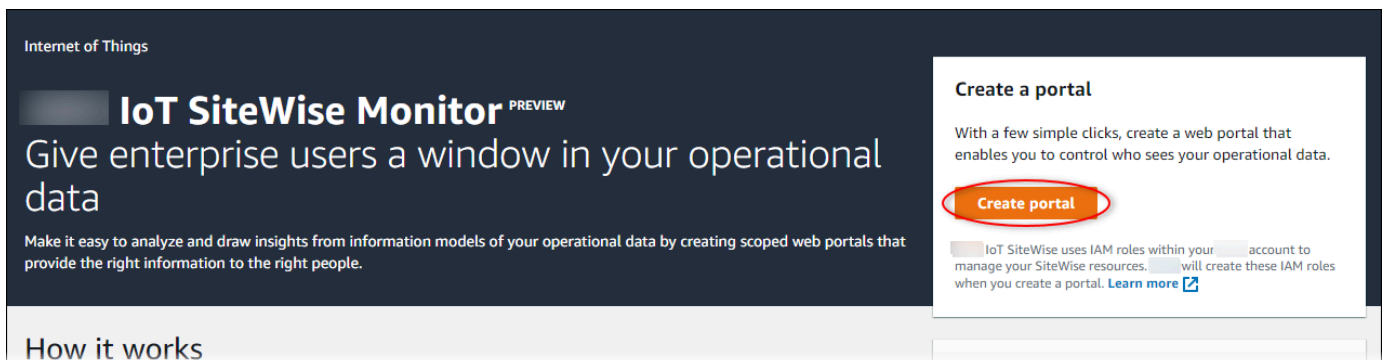 Internet of Things
IoT SiteWise Monitor PREVIEW
Give enterprise users a window in your operational
data
Make it easy to analyze and draw insights from information models of your operational data by creating scoped web portals that
provide the right information to the right people.
How it works
Create a portal
With a few simple clicks, create a web portal that
enables you to control who sees your operational data.
Create portal
IoT SiteWise uses IAM roles within your account to
manage your SiteWise resources. will create these IAM roles
when you create a portal. Learn more